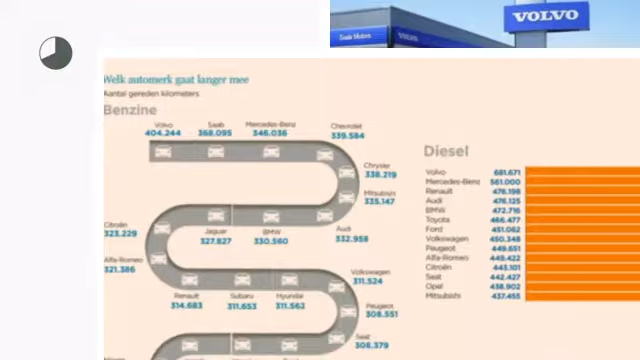 VOLVO
VOLVO
Welk automerk gaat langer mee
Aantal gereden kilometers
Benzine
Volvo
404.244
Saab
368.095
Mercedes-Benz
346.036
Chevrolet
339.584
Chrysler
338.219
Mitsubishi
335.147
Audi
332.958
BMW
330.560
Jaguar
327.827
Citroën
323.229
Alfa-Romeo
321.386
Renault
314.683
Subaru
311.653
Hyundai
311.562
Volkswagen
311.524
Peugeot
308.551
Seat
308.379
Diesel
Volvo 681.671
Mercedes-Benz 561.000
Renault 478.198
Audi 476.125
BMW 472.716
Toyota 466.477
Ford 451.062
Volkswagen 450.348
Peugeot 449.651
Alfa-Romeo 449.422
Citroën 443.101
Seat 442.427
Opel 438.902
Mitsubishi 437.455